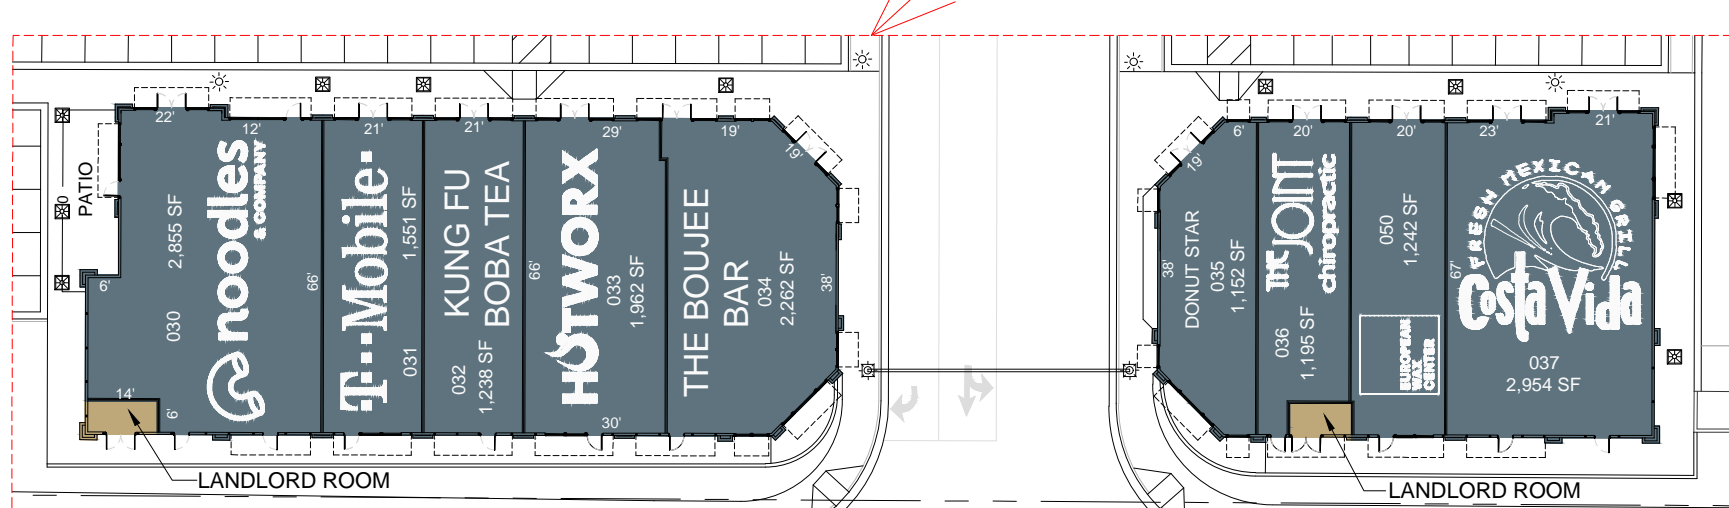 22'
12'
PATIO
0
6'
2,855 SF
030
noodles
& COMPANY
14'
6'
66'
21'
T··Mobile·
1,551 SF
031
21'
KUNG FU
BOBA TEA
032
1,238 SF
29'
66'
HOTWORX
033
1,962 SF
30'
19'
19'
THE BOUJEE
BAR
034
2,262 SF
38'
LANDLORD ROOM
6'
19'
38'
DONUT STAR
035
1,152 SF
20'
THE JOINT
chiropractic
036
1,195 SF
20'
050
1,242 SF
EUROPEAN
WAX
CENTER
23'
21'
67'
FRESH MEXICAN GRILL
Costa Vida
037
2,954 SF
LANDLORD ROOM